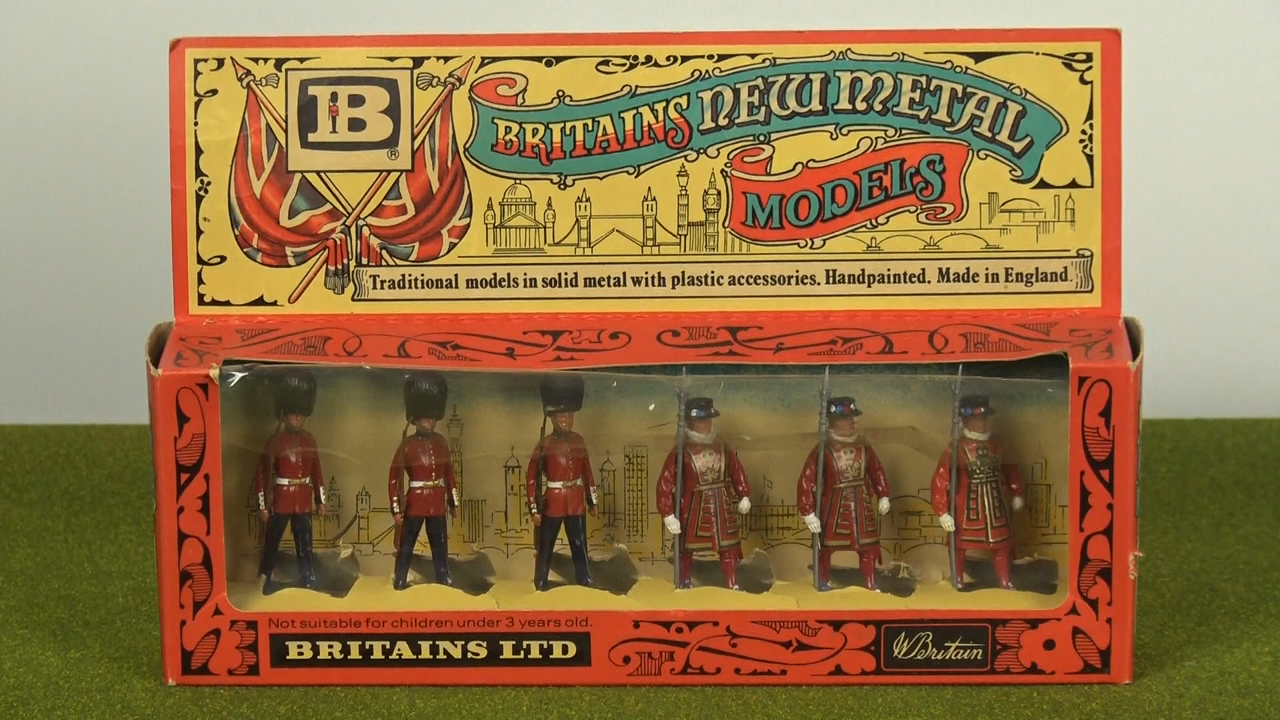 B
®
BRITAINS NEW METAL
MODELS
Traditional models in solid metal with plastic accessories. Handpainted. Made in England.
Not suitable for children under 3 years old.
BRITAINS LTD
W.Britain